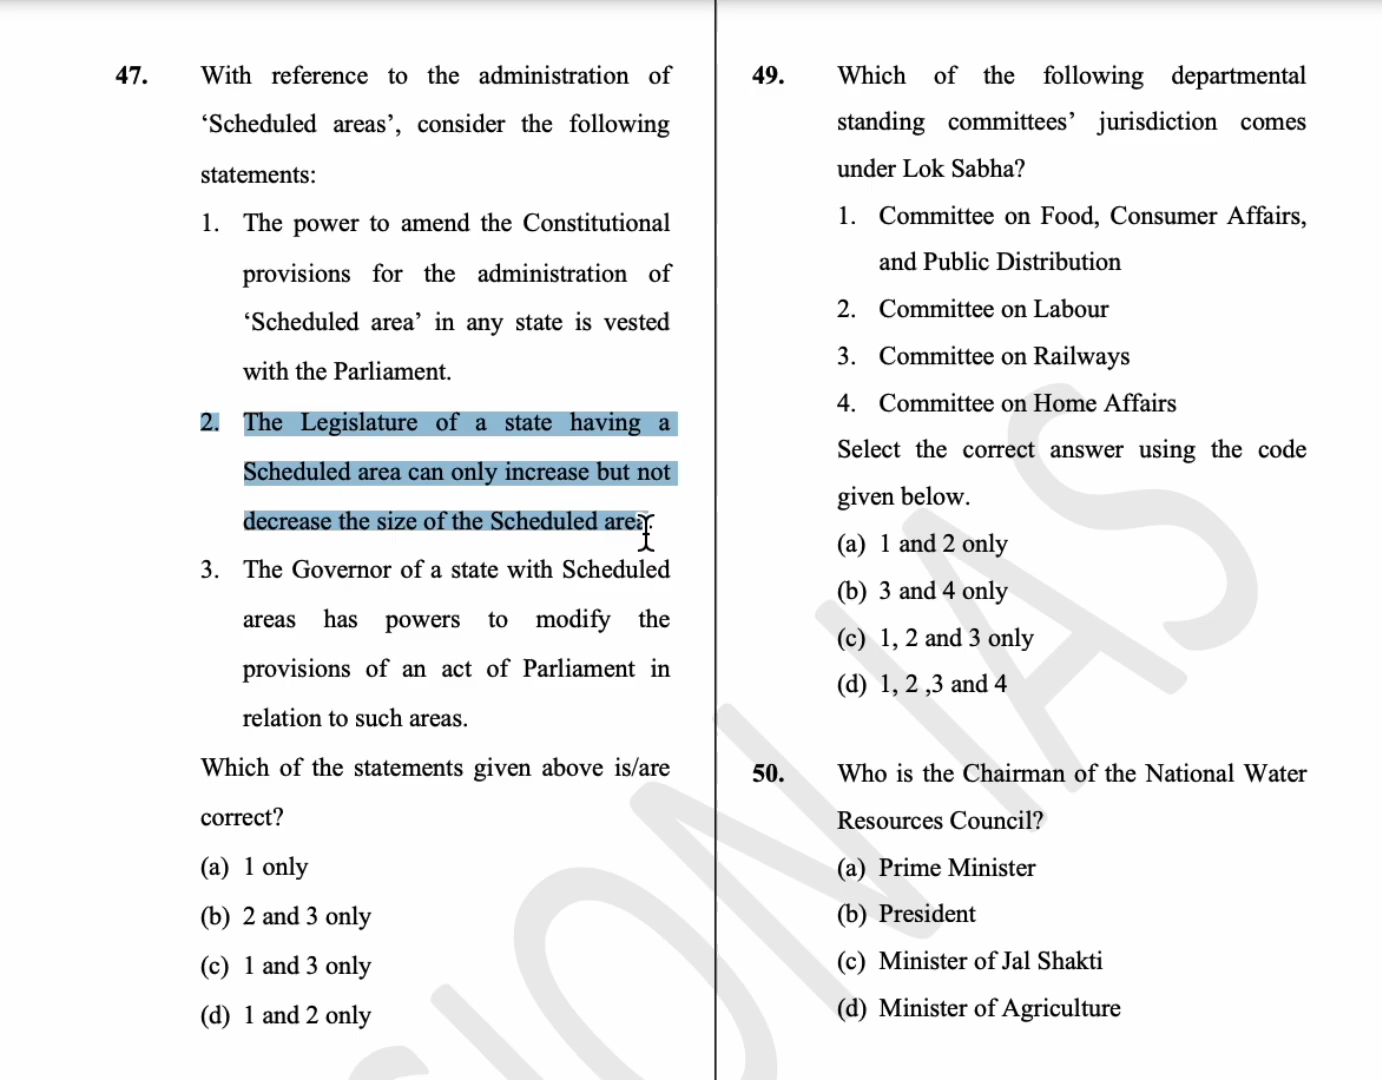 47. With reference to the administration of
‘Scheduled areas’, consider the following
statements:
1. The power to amend the Constitutional
provisions for the administration of
‘Scheduled area’ in any state is vested
with the Parliament.
2. The Legislature of a state having a
Scheduled area can only increase but not
decrease the size of the Scheduled area.
3. The Governor of a state with Scheduled
areas has powers to modify the
provisions of an act of Parliament in
relation to such areas.
Which of the statements given above is/are
correct?
(a) 1 only
(b) 2 and 3 only
(c) 1 and 3 only
(d) 1 and 2 only
49. Which of the following departmental
standing committees’ jurisdiction comes
under Lok Sabha?
1. Committee on Food, Consumer Affairs,
and Public Distribution
2. Committee on Labour
3. Committee on Railways
4. Committee on Home Affairs
Select the correct answer using the code
given below.
(a) 1 and 2 only
(b) 3 and 4 only
(c) 1, 2 and 3 only
(d) 1, 2 ,3 and 4
50. Who is the Chairman of the National Water
Resources Council?
(a) Prime Minister
(b) President
(c) Minister of Jal Shakti
(d) Minister of Agriculture
SION IAS